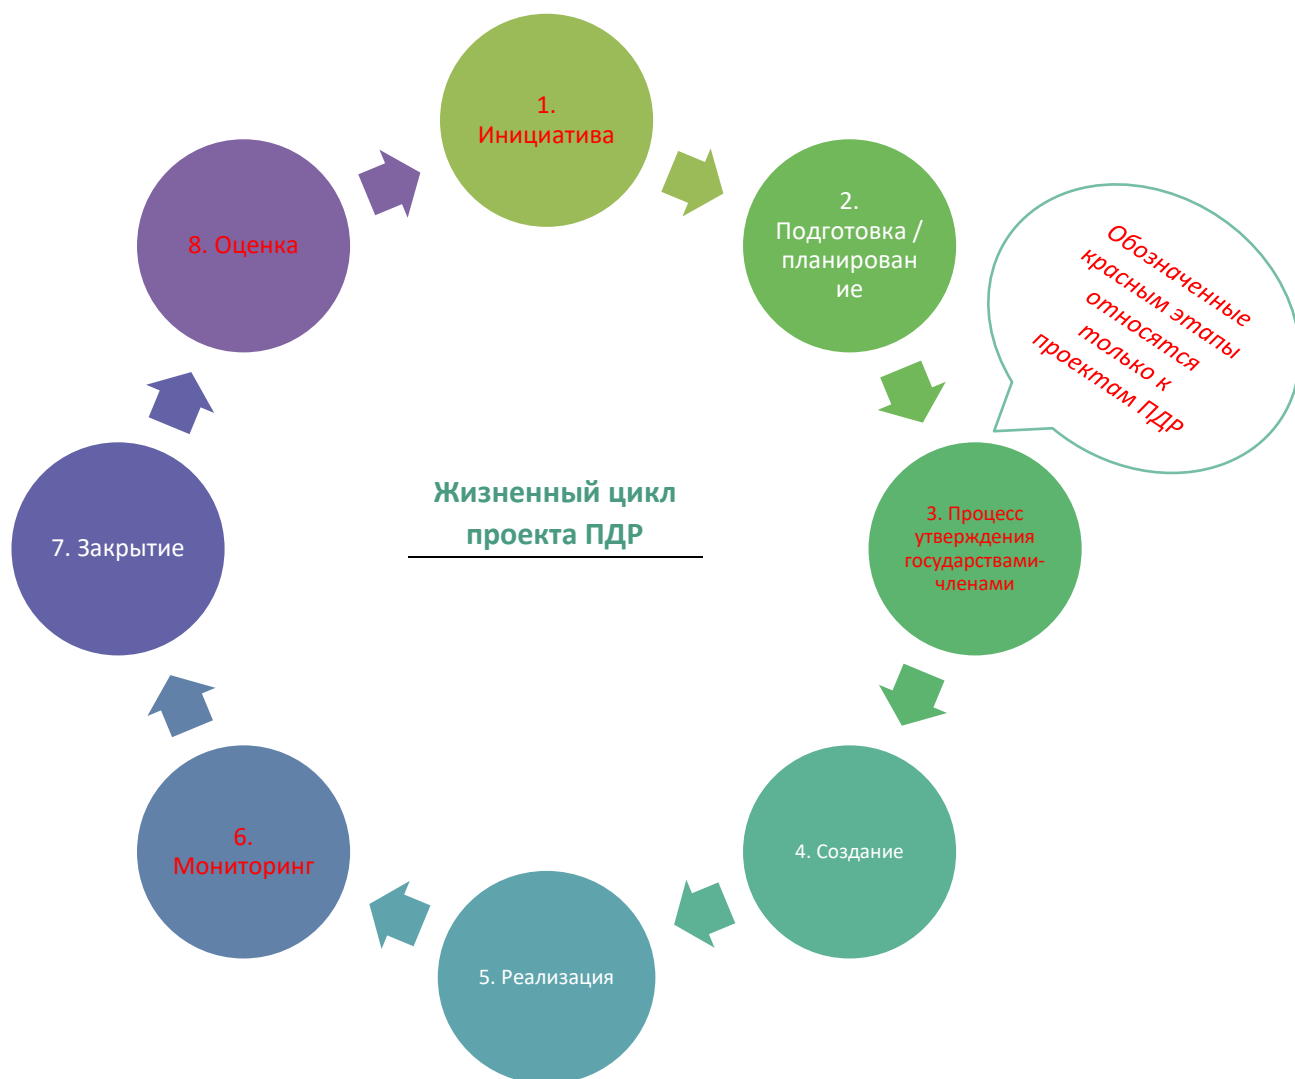 1.
Инициатива
2.
Подготовка /
планирован
ие
Обозначенные
красным этапы
относятся
только к
проектам ПДР
3. Процесс
утверждения
государствами-
членами
4. Создание
5. Реализация
6.
Мониторинг
7. Закрытие
8. Оценка
Жизненный цикл
проекта ПДР